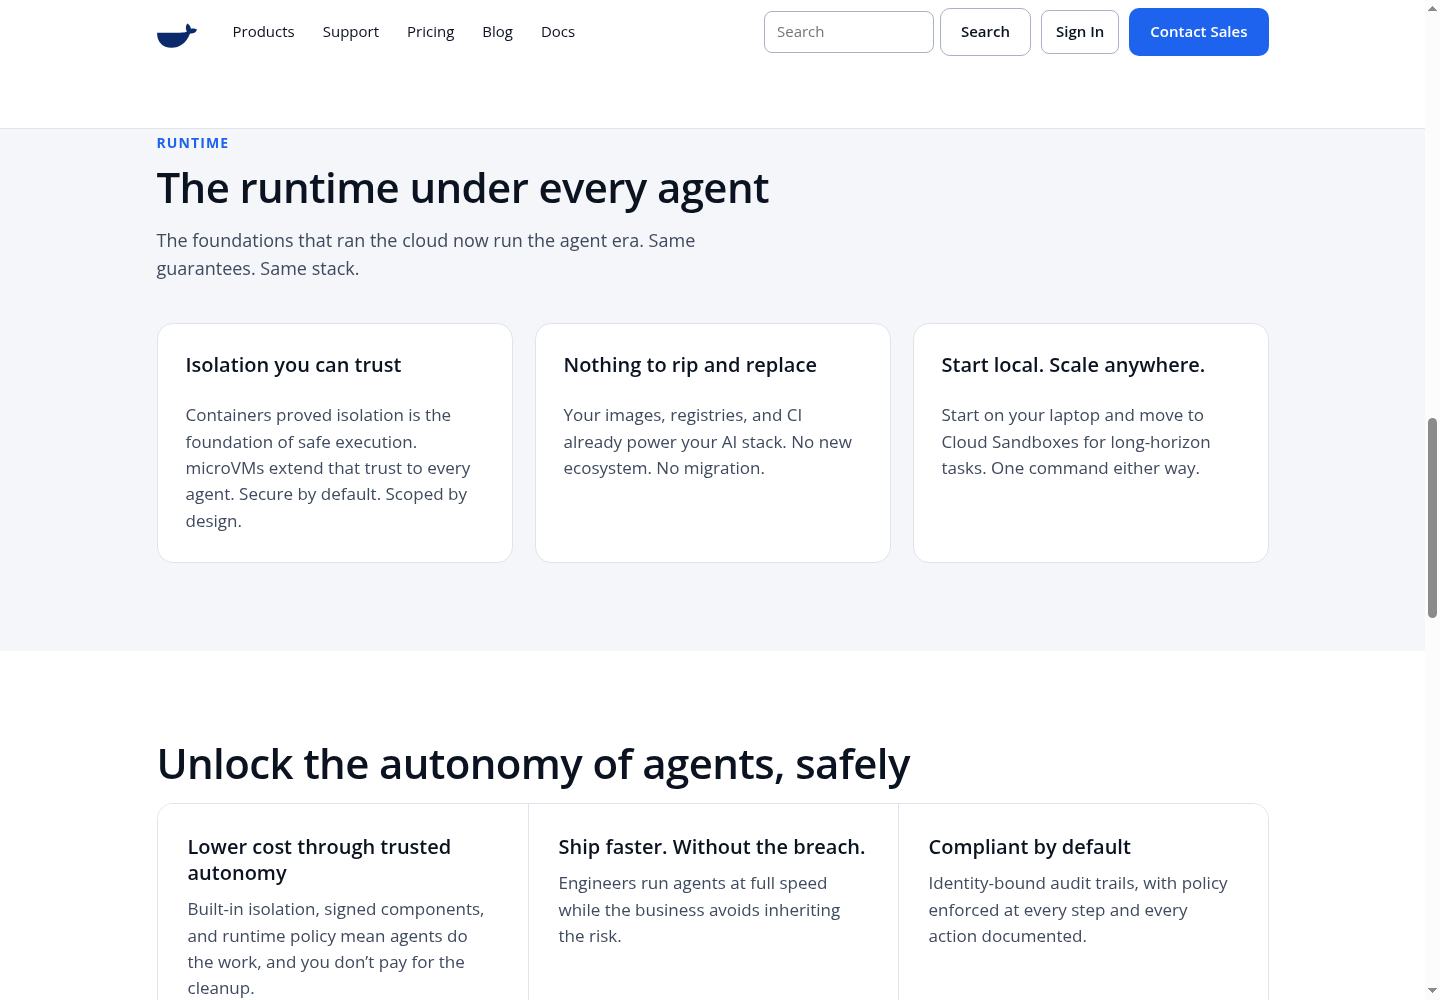 Products
Support
Pricing
Blog
Docs
Search
Search
Sign In
Contact Sales
RUNTIME
The runtime under every agent
The foundations that ran the cloud now run the agent era. Same
guarantees. Same stack.
Isolation you can trust
Containers proved isolation is the
foundation of safe execution.
microVMs extend that trust to every
agent. Secure by default. Scoped by
design.
Nothing to rip and replace
Your images, registries, and CI
already power your AI stack. No new
ecosystem. No migration.
Start local. Scale anywhere.
Start on your laptop and move to
Cloud Sandboxes for long-horizon
tasks. One command either way.
Unlock the autonomy of agents, safely
Lower cost through trusted
autonomy
Built-in isolation, signed components,
and runtime policy mean agents do
the work, and you don’t pay for the
cleanup.
Ship faster. Without the breach.
Engineers run agents at full speed
while the business avoids inheriting
the risk.
Compliant by default
Identity-bound audit trails, with policy
enforced at every step and every
action documented.